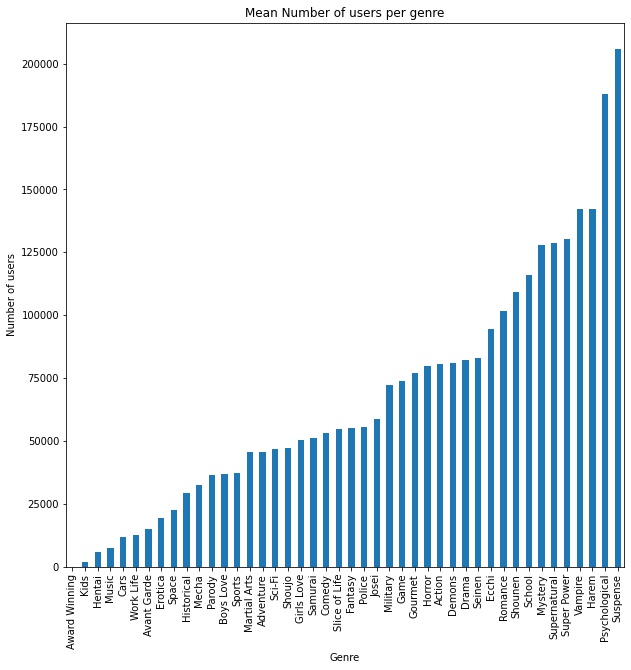 Mean Number of users per genre
Number of users
200000
175000
150000
125000
100000
75000
50000
25000
0
Award Winning
Kids
Hentai
Music
Cars
Work Life
Avant Garde
Erotica
Space
Historical
Mecha
Parody
Boys Love
Sports
Martial Arts
Adventure
Sci-Fi
Shoujo
Girls Love
Samurai
Comedy
Slice of Life
Fantasy
Police
Josei
Military
Game
Gourmet
Horror
Action
Demons
Drama
Seinen
Ecchi
Romance
Shounen
School
Mystery
Supernatural
Super Power
Vampire
Harem
Psychological
Suspense
Genre